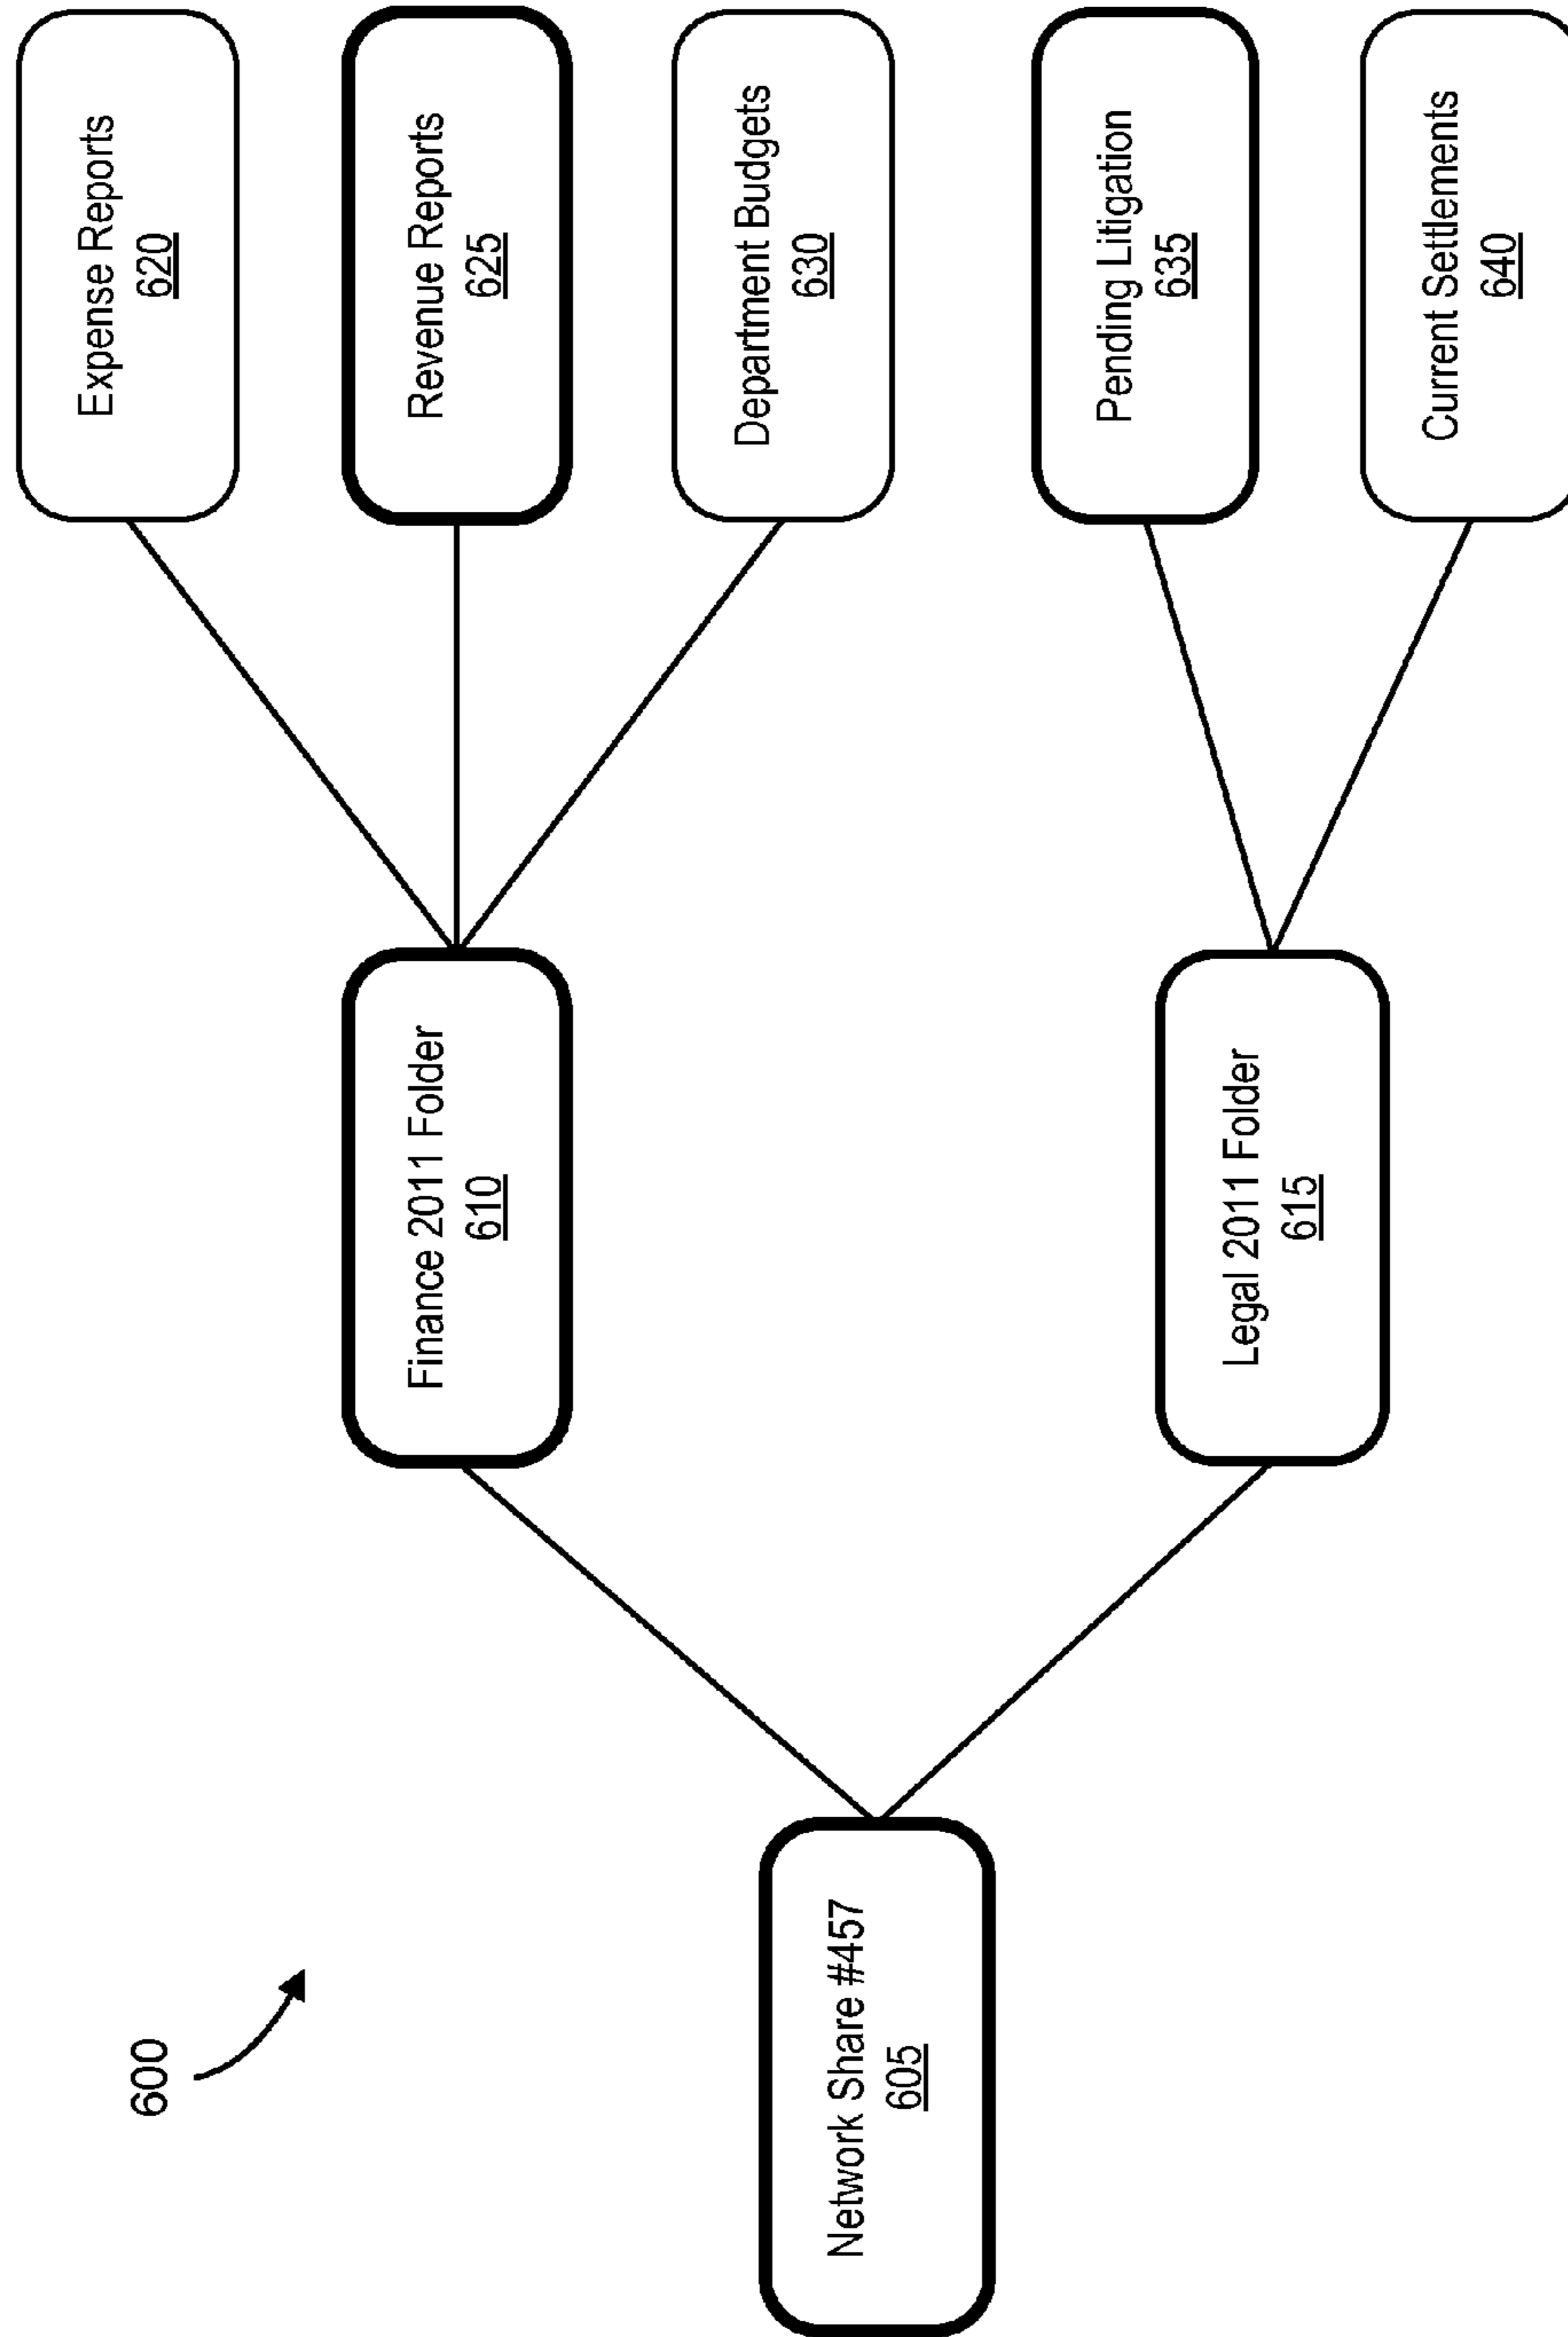 600
Network Share #457
605
Finance 2011 Folder
610
Legal 2011 Folder
615
Expense Reports
620
Revenue Reports
625
Department Budgets
630
Pending Litigation
635
Current Settlements
640